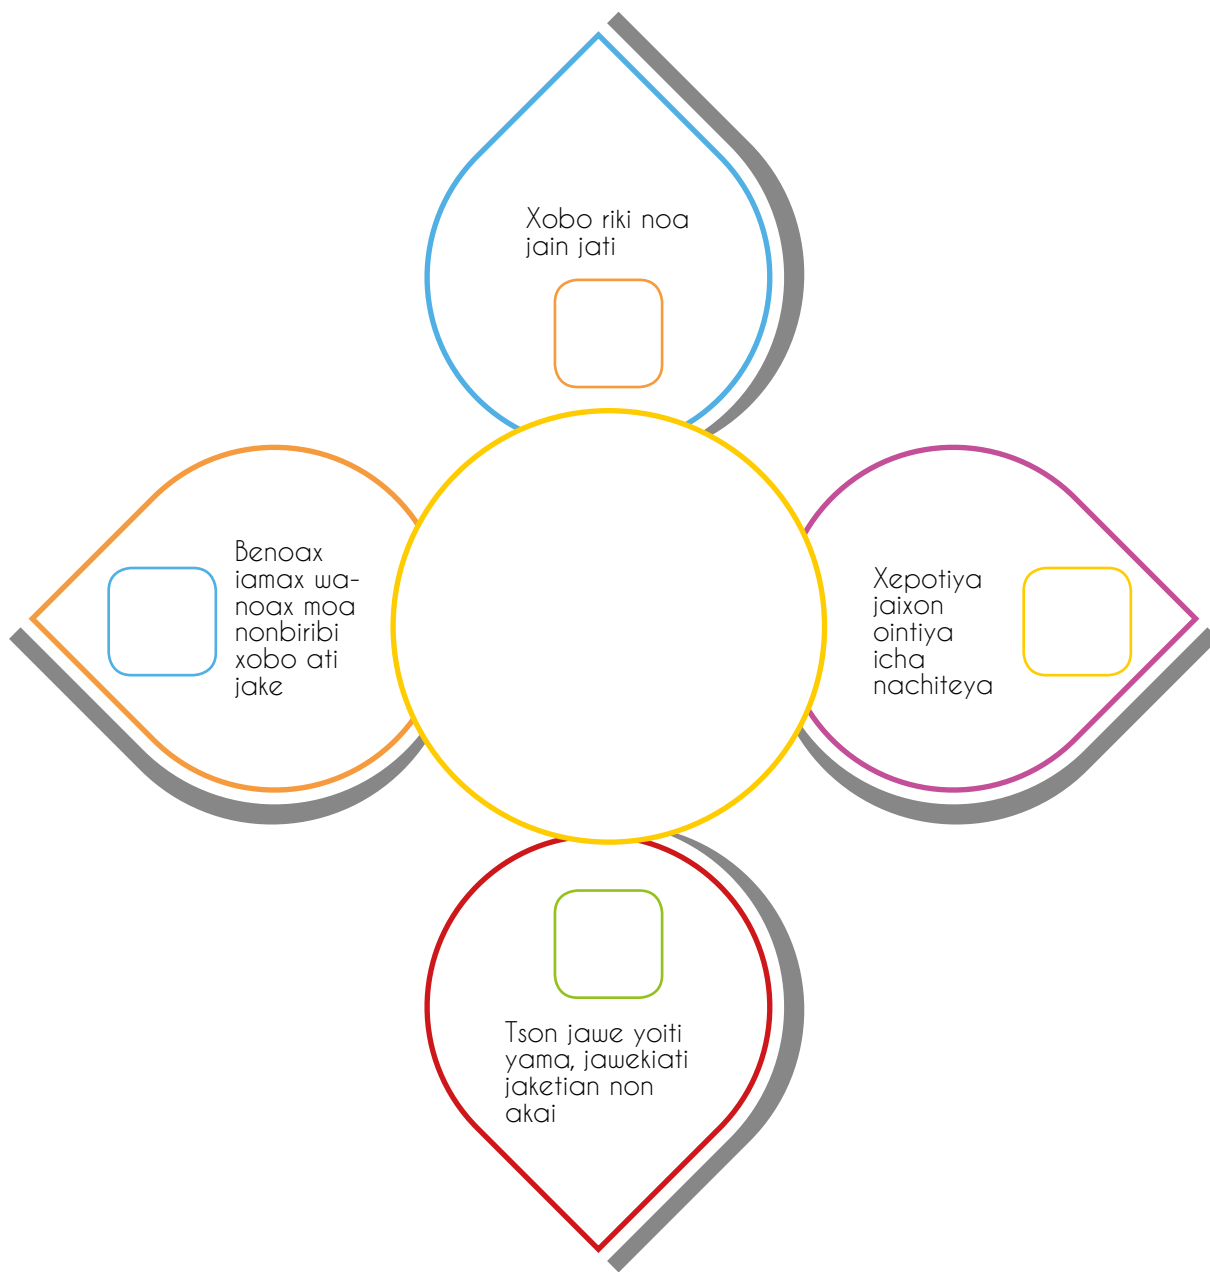 Xobo riki noa
jain jati
Benoax
iamax wa-
noax moa
nonbiribi
xobo ati
jake
Xepotiya
jaixon
ointiya
icha
nachiteya
Tson jawe yoiti
yama, jawekiati
jaketian non
akai